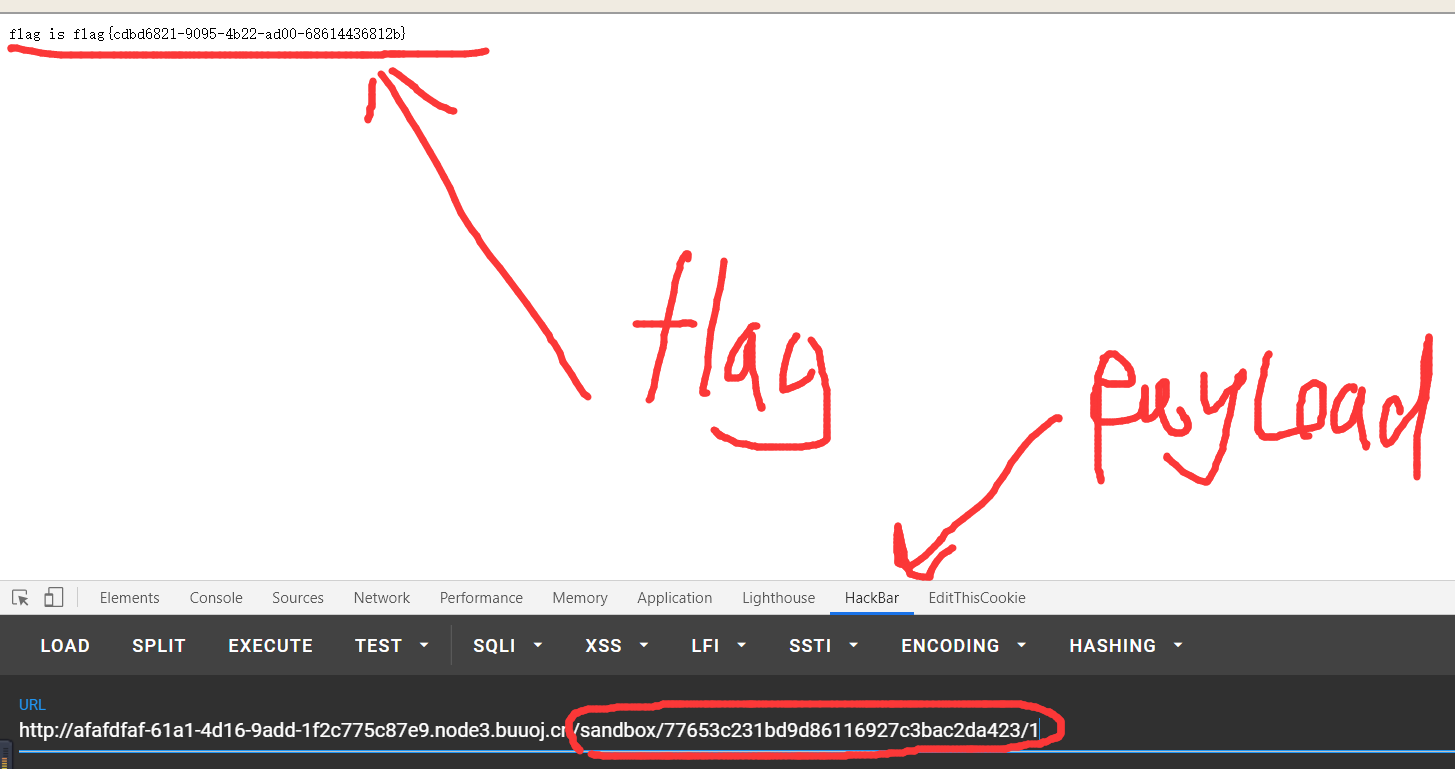 flag is flag{cdbd6821-9095-4b22-ad00-68614436812b}
flag
payload
Elements Console Sources Network Performance Memory Application Lighthouse HackBar EditThisCookie
LOAD SPLIT EXECUTE TEST SQLI XSS LFI SSTI ENCODING HASHING
URL
http://afafdfaf-61a1-4d16-9add-1f2c775c87e9.node3.buuoj.cn/sandbox/77653c231bd9d86116927c3bac2da423/1